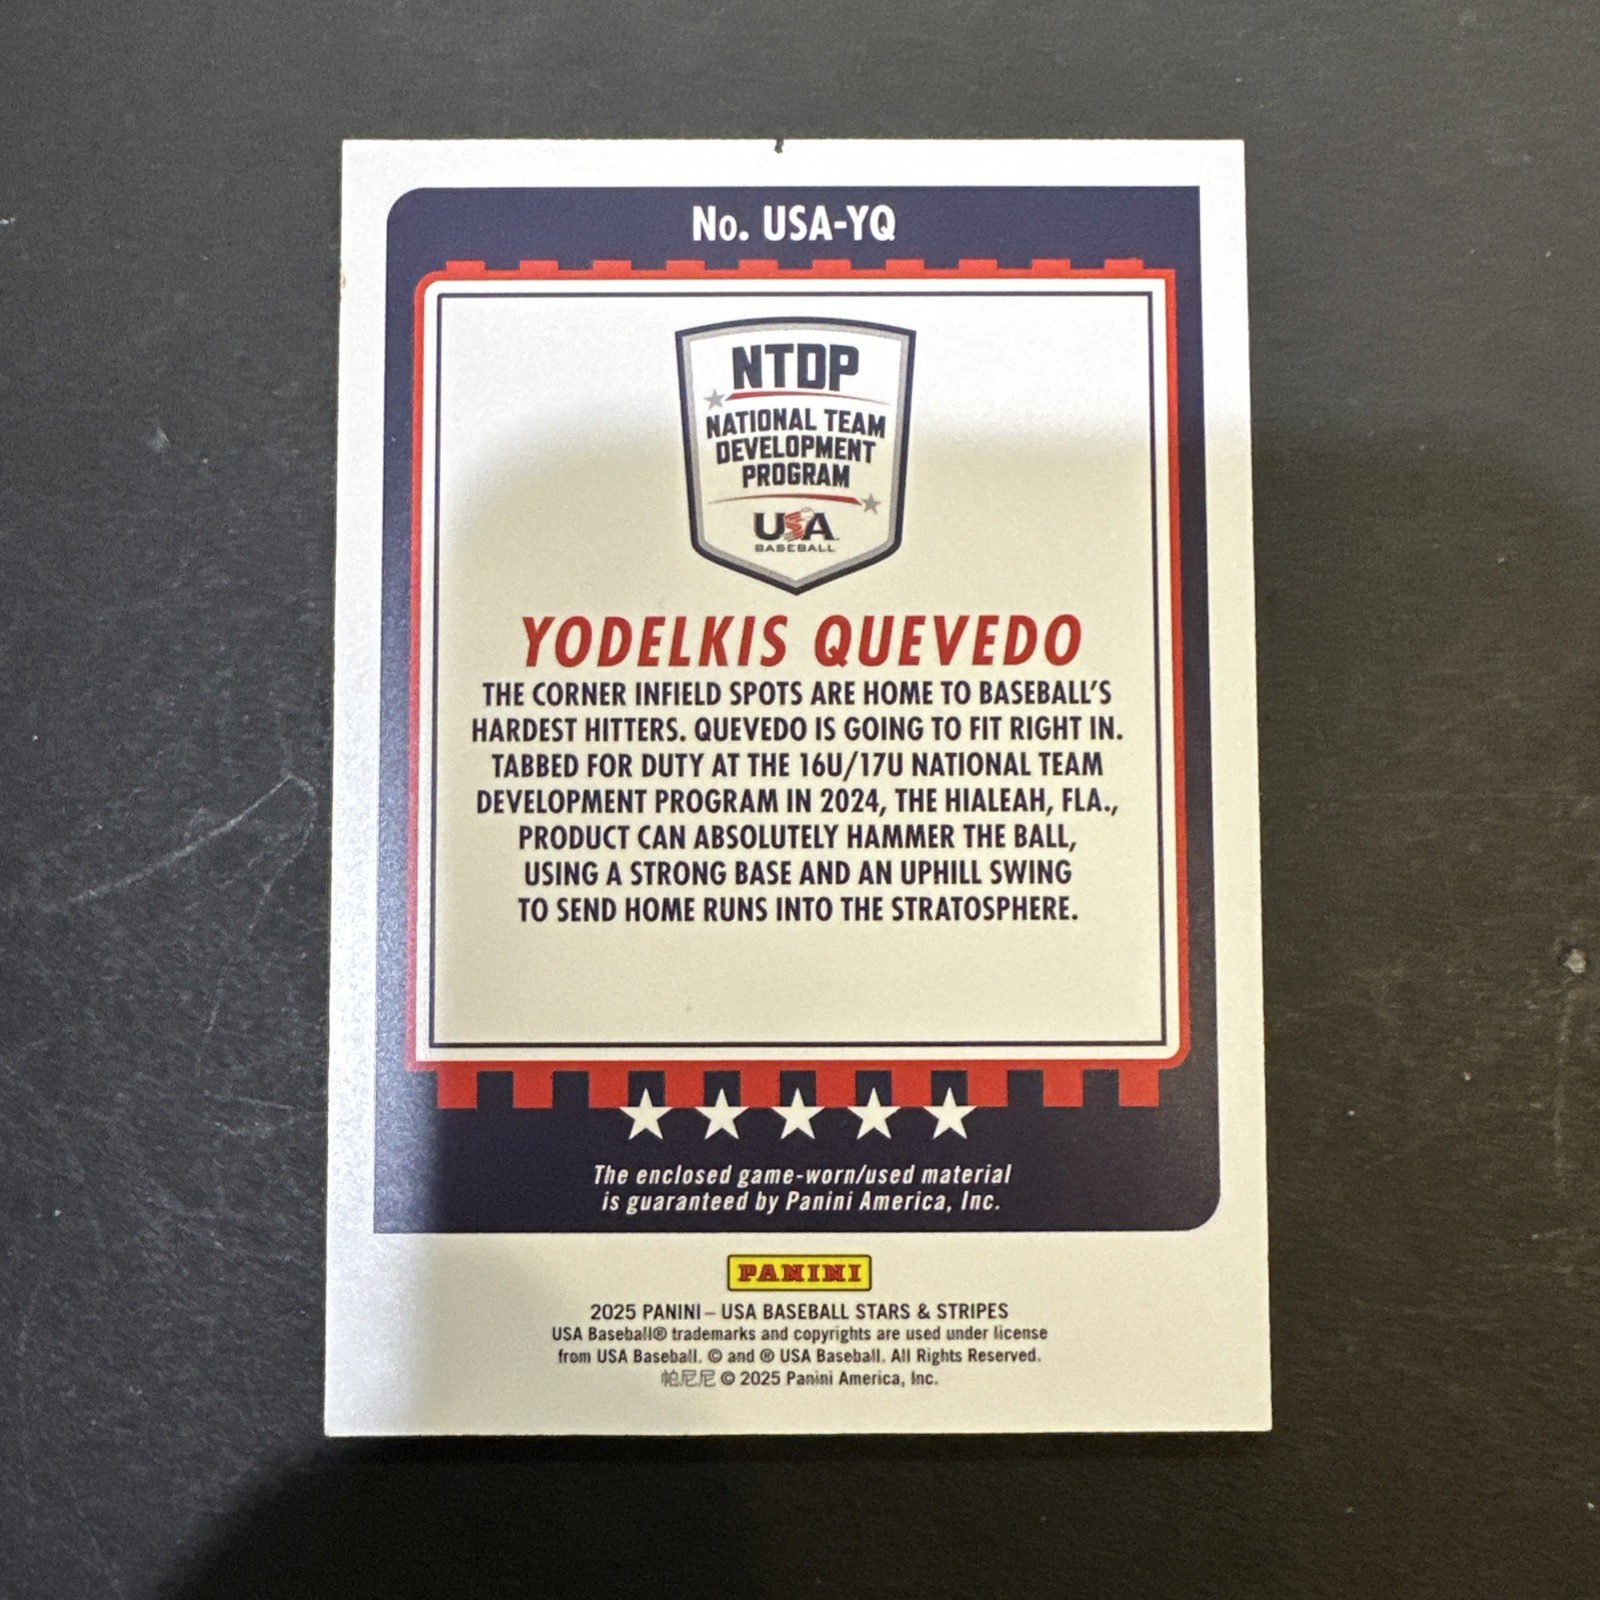 No. USA-YQ
NTDP
NATIONAL TEAM
DEVELOPMENT
PROGRAM
USA
BASEBALL
YODELKIS QUEVEDO
THE CORNER INFIELD SPOTS ARE HOME TO BASEBALL'S
HARDEST HITTERS. QUEVEDO IS GOING TO FIT RIGHT IN.
TABBED FOR DUTY AT THE 16U/17U NATIONAL TEAM
DEVELOPMENT PROGRAM IN 2024, THE HIALEAH, FLA.,
PRODUCT CAN ABSOLUTELY HAMMER THE BALL,
USING A STRONG BASE AND AN UPHILL SWING
TO SEND HOME RUNS INTO THE STRATOSPHERE.
The enclosed game-worn/used material
is guaranteed by Panini America, Inc.
PANINI
2025 PANINI – USA BASEBALL STARS & STRIPES
USA Baseball® trademarks and copyrights are used under license
from USA Baseball. © and ® USA Baseball. All Rights Reserved.
帕尼尼 © 2025 Panini America, Inc.